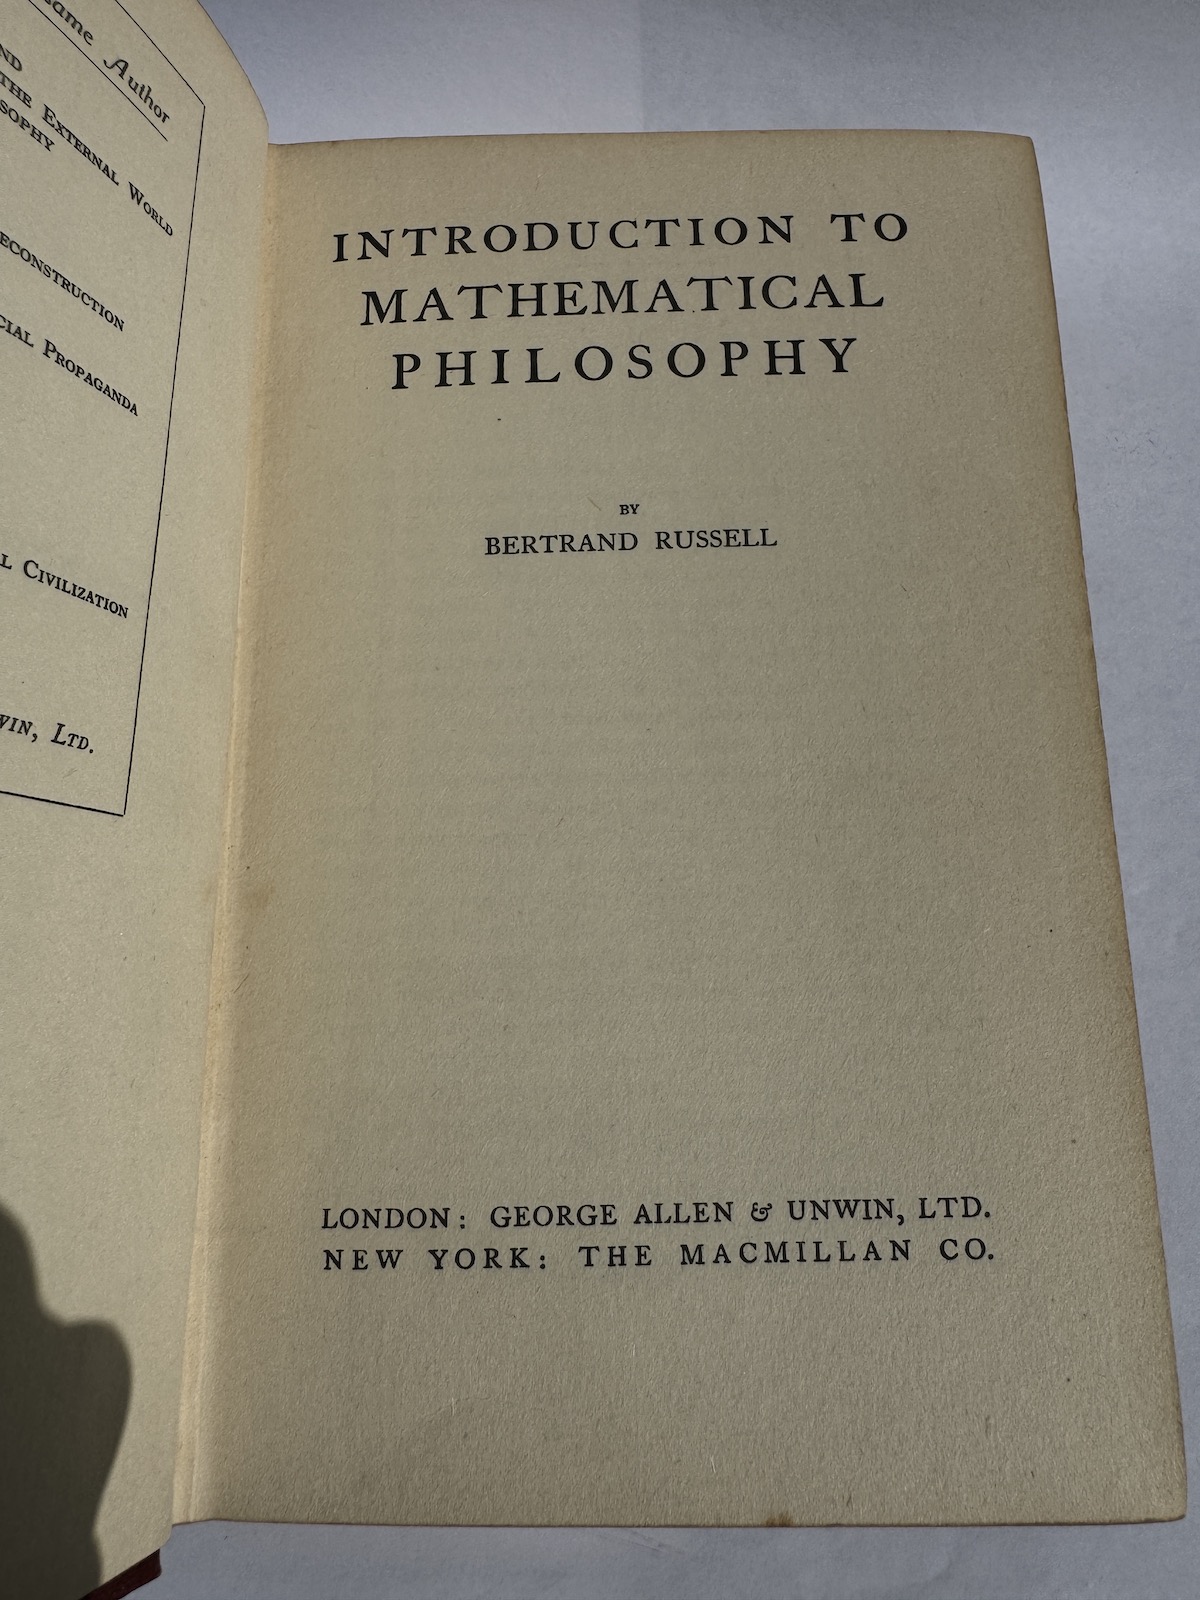 Author
THE EXTERNAL WORLD
PROPAGANDA
CIVILIZATION
LTD.
INTRODUCTION TO
MATHEMATICAL
PHILOSOPHY
BY
BERTRAND RUSSELL
LONDON: GEORGE ALLEN & UNWIN, LTD.
NEW YORK: THE MACMILLAN CO.